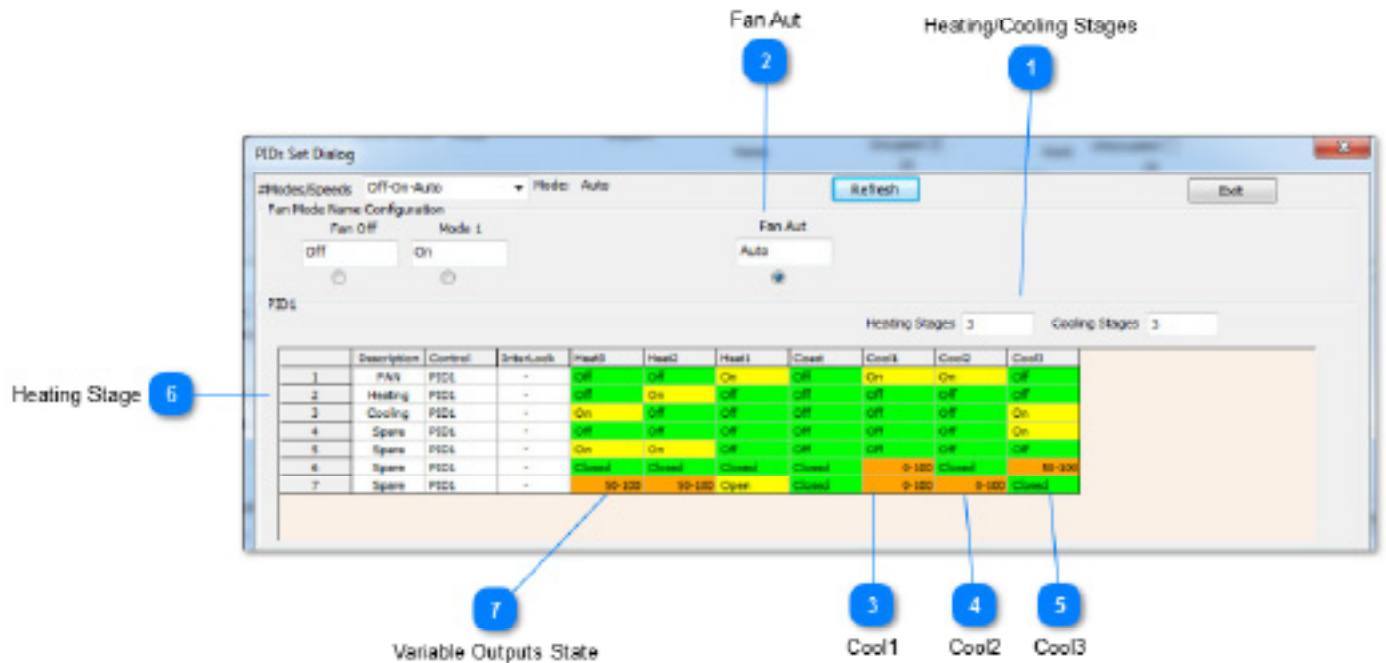 Fan Aut
Heating/Cooling Stages
2
1
PIDs Set Dialog
#Modes/Speeds Off-On-Auto Mode: Auto Refresh Exit
Fan Mode Name Configuration
Fan Off Mode 1 Fan Aut
Off On Auto
PID1
Heating Stages 3 Cooling Stages 3
Description Control InterLock Heat3 Heat2 Heat1 Coast Cool1 Cool2 Cool3
1 FAN PID1 - Off Off On Off On On Off
2 Heating PID1 - Off On Off Off Off Off Off
3 Cooling PID1 - On Off Off Off Off Off On
4 Spare PID1 - Off Off Off Off Off Off On
5 Spare PID1 - On On Off Off Off Off Off
6 Spare PID1 - Closed Closed Closed Closed 0-100 Closed 50-100
7 Spare PID1 - 50-100 50-100 Open Closed 0-100 0-100 Closed
Heating Stage 6
7 3 4 5
Variable Outputs State Cool1 Cool2 Cool3